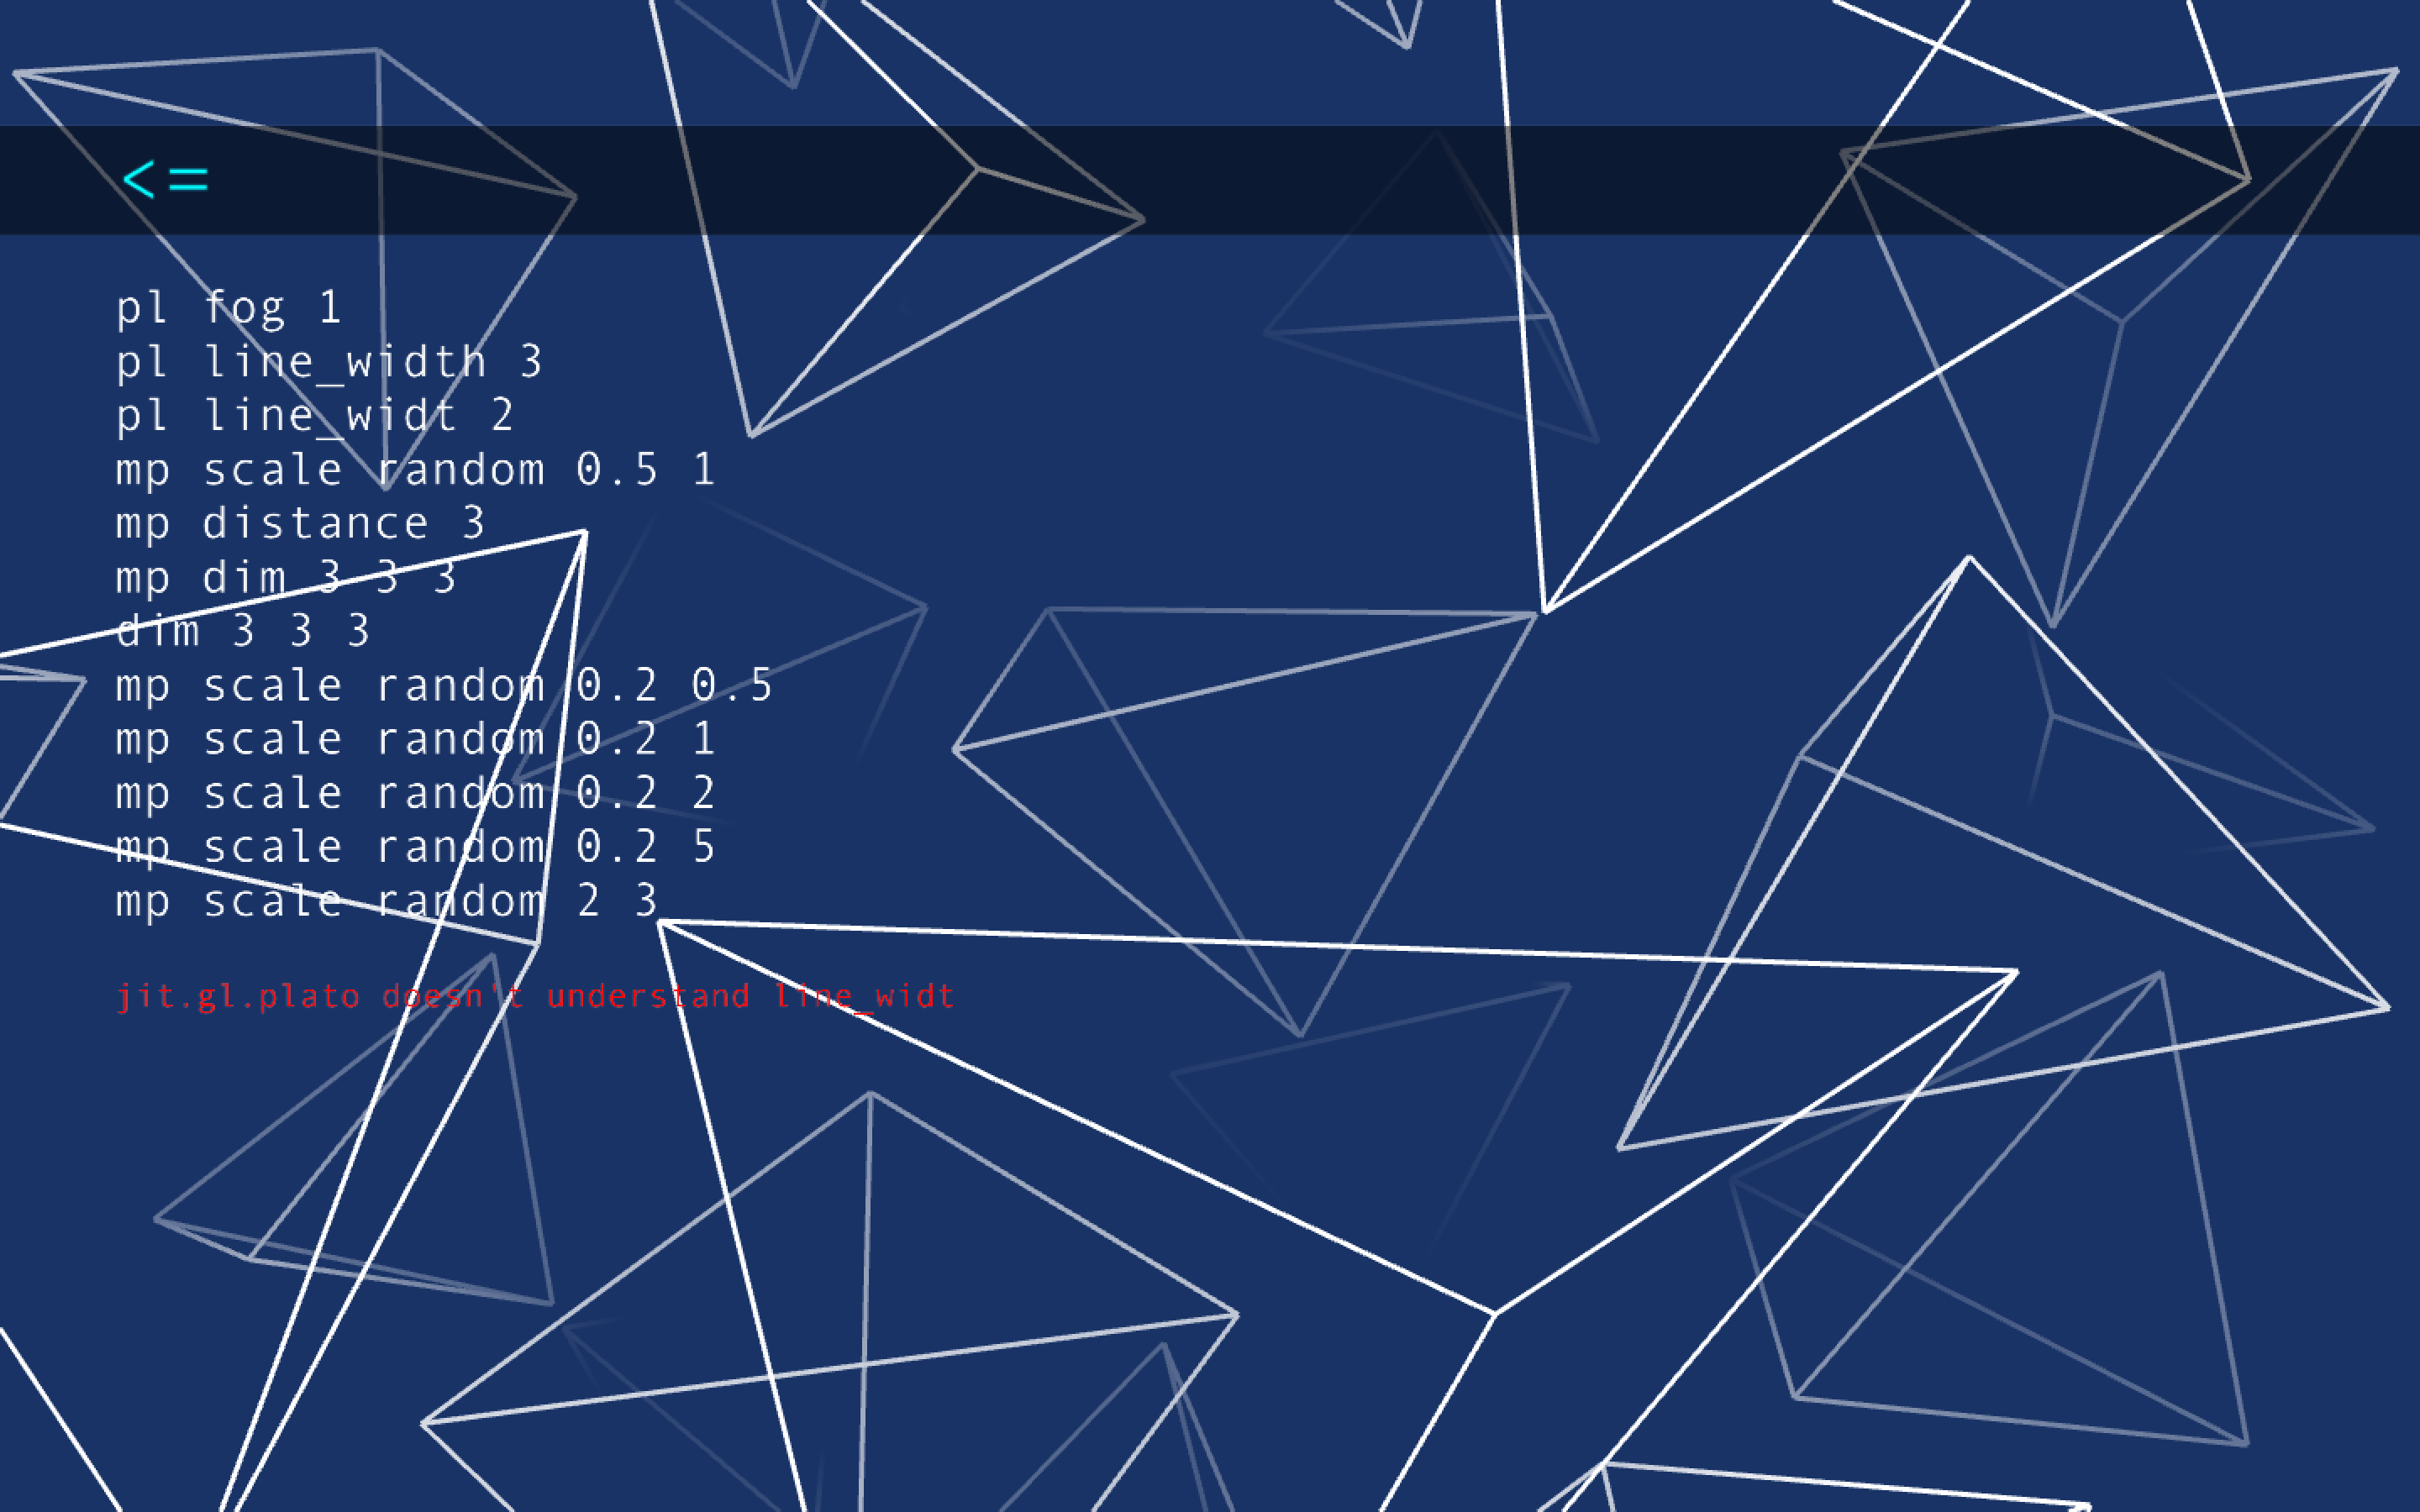 <=
pl fog 1
pl line_width 3
pl line_widt 2
mp scale random 0.5 1
mp distance 3
mp dim 3 3 3
dim 3 3 3
mp scale random 0.2 0.5
mp scale random 0.2 1
mp scale random 0.2 2
mp scale random 0.2 5
mp scale random 2 3
jit.gl.plato doesn't understand line_widt